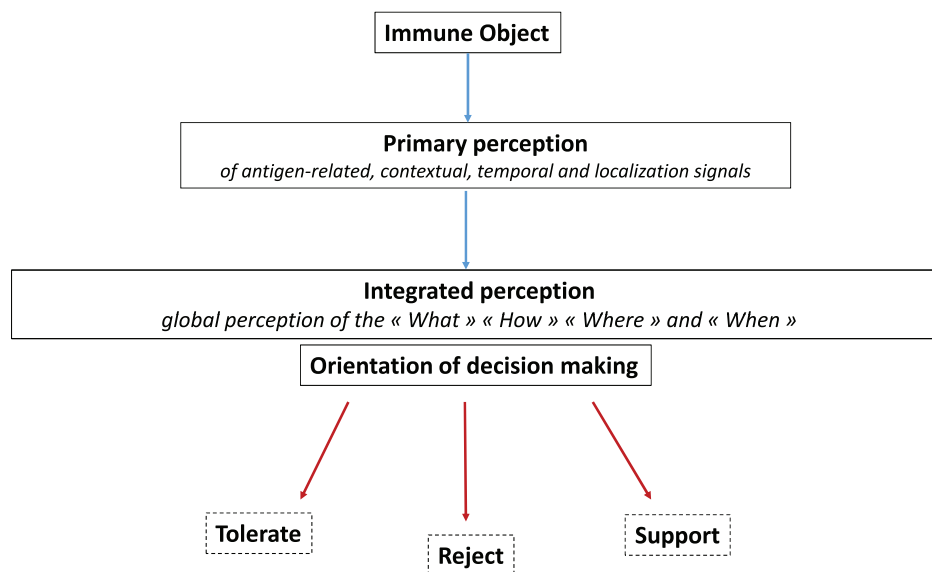 Immune Object
Primary perception
of antigen-related, contextual, temporal and localization signals
Integrated perception
global perception of the « What » « How » « Where » and « When »
Orientation of decision making
Tolerate
Reject
Support